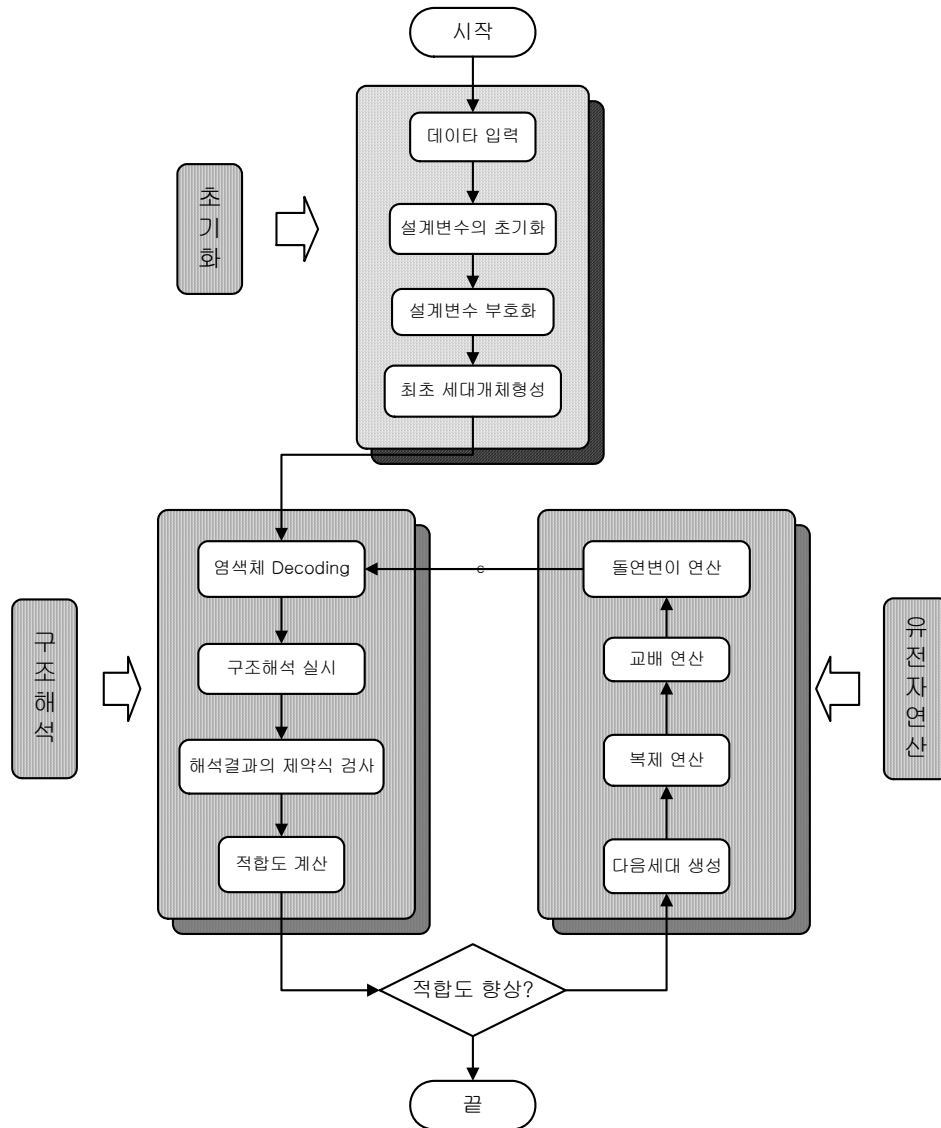 시작
데이타 입력
초기화
설계변수의 초기화
설계변수 부호화
최초 세대개체형성
염색체 Decoding
c
돌연변이 연산
구조해석
구조해석 실시
교배 연산
유전자연산
해석결과의 제약식 검사
복제 연산
적합도 계산
다음세대 생성
적합도 향상?
끝